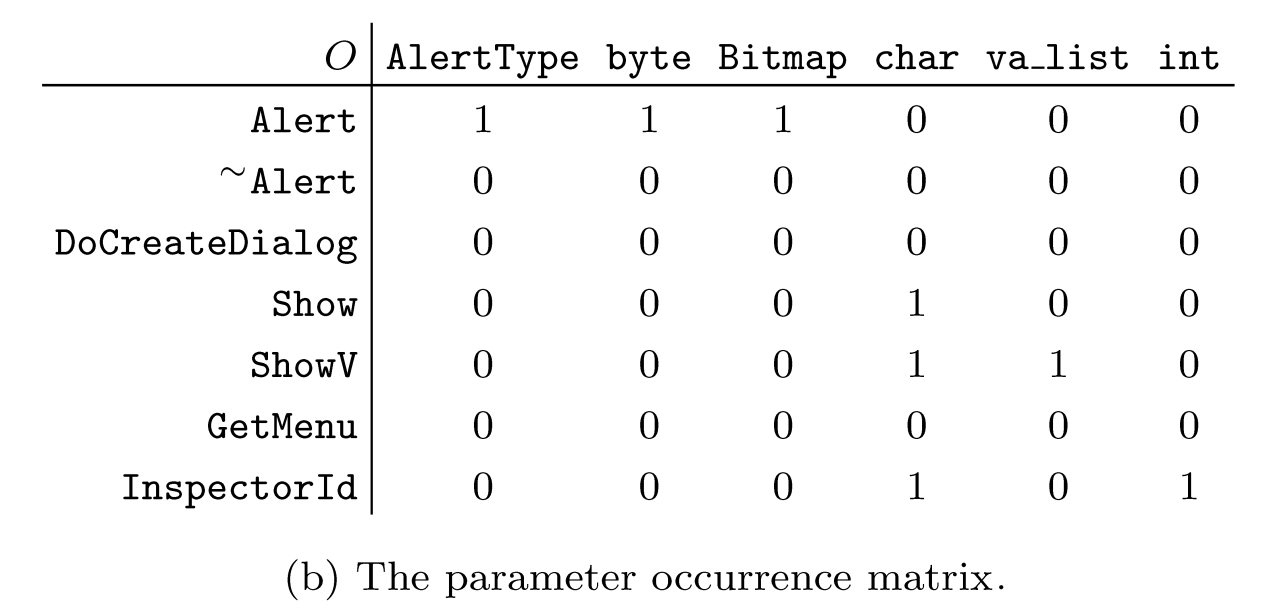 O AlertType byte Bitmap char va_list int
Alert 1 1 1 0 0 0
~Alert 0 0 0 0 0 0
DoCreateDialog 0 0 0 0 0 0
Show 0 0 0 1 0 0
ShowV 0 0 0 1 1 0
GetMenu 0 0 0 0 0 0
InspectorId 0 0 0 1 0 1
(b) The parameter occurrence matrix.